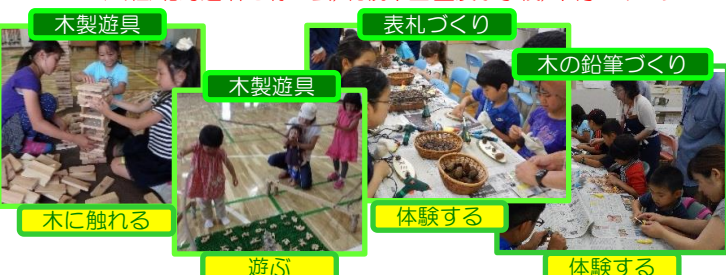 木製遊具
表札づくり
木製遊具
木の鉛筆づくり
木に触れる
体験する
遊ぶ
体験する